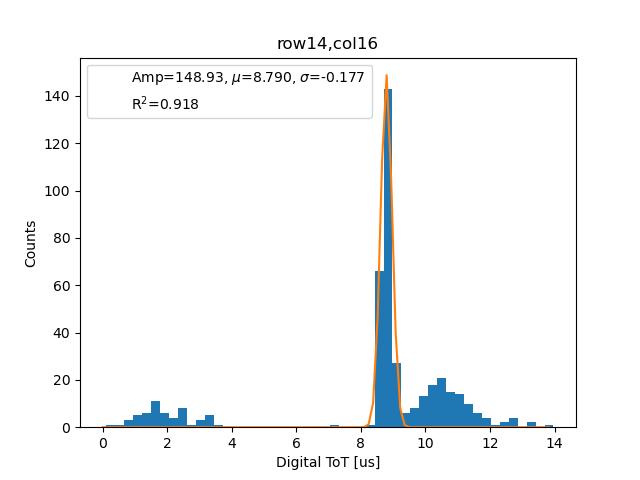 row14,col16
Amp=148.93, μ=8.790, σ=-0.177
R²=0.918
Counts
140
120
100
80
60
40
20
0
0 2 4 6 8 10 12 14
Digital ToT [us]